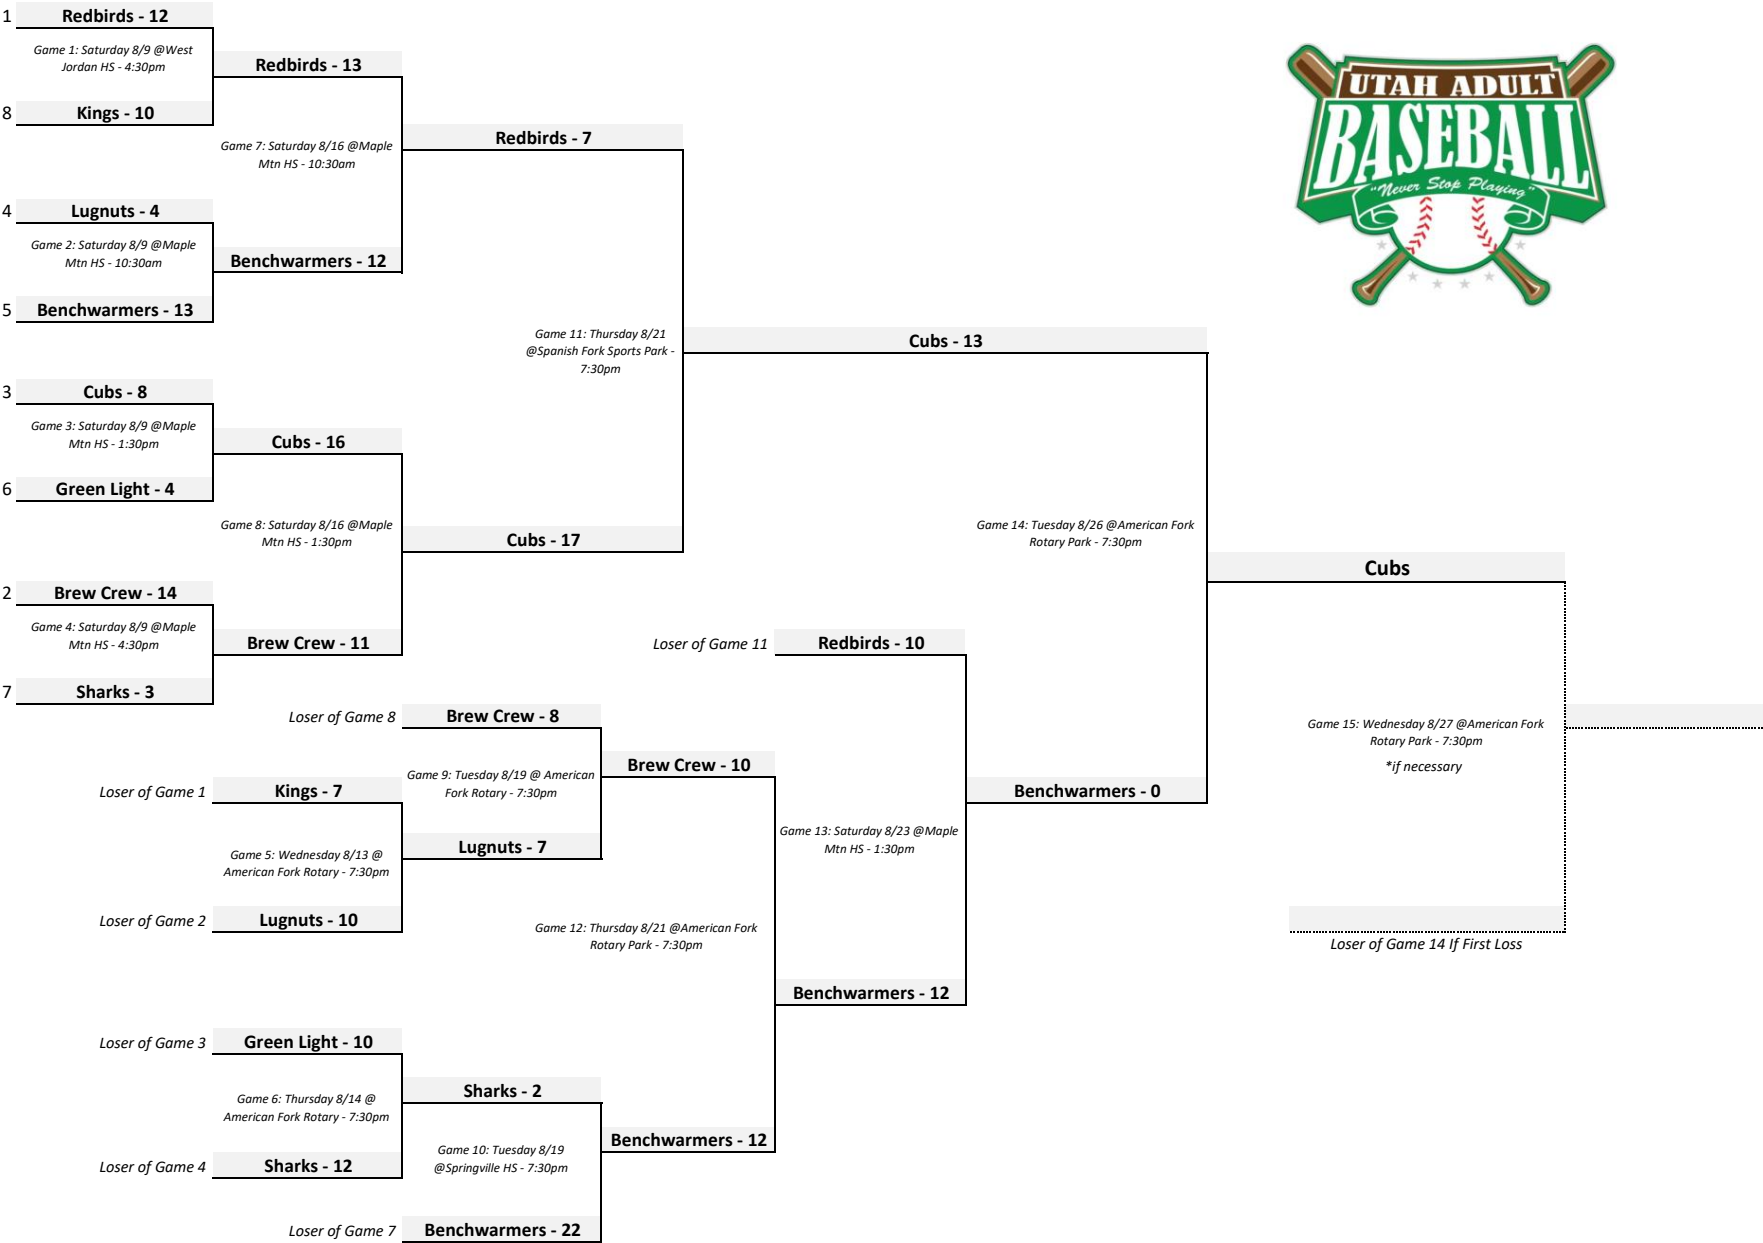 1
Redbirds - 12
Game 1: Saturday 8/9 @West
Jordan HS - 4:30pm
8
Kings - 10
Redbirds - 13
Game 7: Saturday 8/16 @Maple
Mtn HS - 10:30am
4
Lugnuts - 4
Game 2: Saturday 8/9 @Maple
Mtn HS - 10:30am
5
Benchwarmers - 13
Benchwarmers - 12
Redbirds - 7
Game 11: Thursday 8/21
@Spanish Fork Sports Park -
7:30pm
3
Cubs - 8
Game 3: Saturday 8/9 @Maple
Mtn HS - 1:30pm
6
Green Light - 4
Cubs - 16
Game 8: Saturday 8/16 @Maple
Mtn HS - 1:30pm
Cubs - 17
2
Brew Crew - 14
Game 4: Saturday 8/9 @Maple
Mtn HS - 4:30pm
7
Sharks - 3
Brew Crew - 11
UTAH ADULT
BASEBALL
"Never Stop Playing"
Cubs - 13
Game 14: Tuesday 8/26 @American Fork
Rotary Park - 7:30pm
Cubs
Loser of Game 11
Redbirds - 10
Loser of Game 8
Brew Crew - 8
Game 9: Tuesday 8/19 @ American
Fork Rotary - 7:30pm
Lugnuts - 7
Brew Crew - 10
Loser of Game 1
Kings - 7
Game 5: Wednesday 8/13 @
American Fork Rotary - 7:30pm
Loser of Game 2
Lugnuts - 10
Game 13: Saturday 8/23 @Maple
Mtn HS - 1:30pm
Benchwarmers - 0
Game 15: Wednesday 8/27 @American Fork
Rotary Park - 7:30pm
*if necessary
Loser of Game 14 If First Loss
Game 12: Thursday 8/21 @American Fork
Rotary Park - 7:30pm
Benchwarmers - 12
Loser of Game 3
Green Light - 10
Game 6: Thursday 8/14 @
American Fork Rotary - 7:30pm
Loser of Game 4
Sharks - 12
Sharks - 2
Game 10: Tuesday 8/19
@Springville HS - 7:30pm
Benchwarmers - 12
Loser of Game 7
Benchwarmers - 22